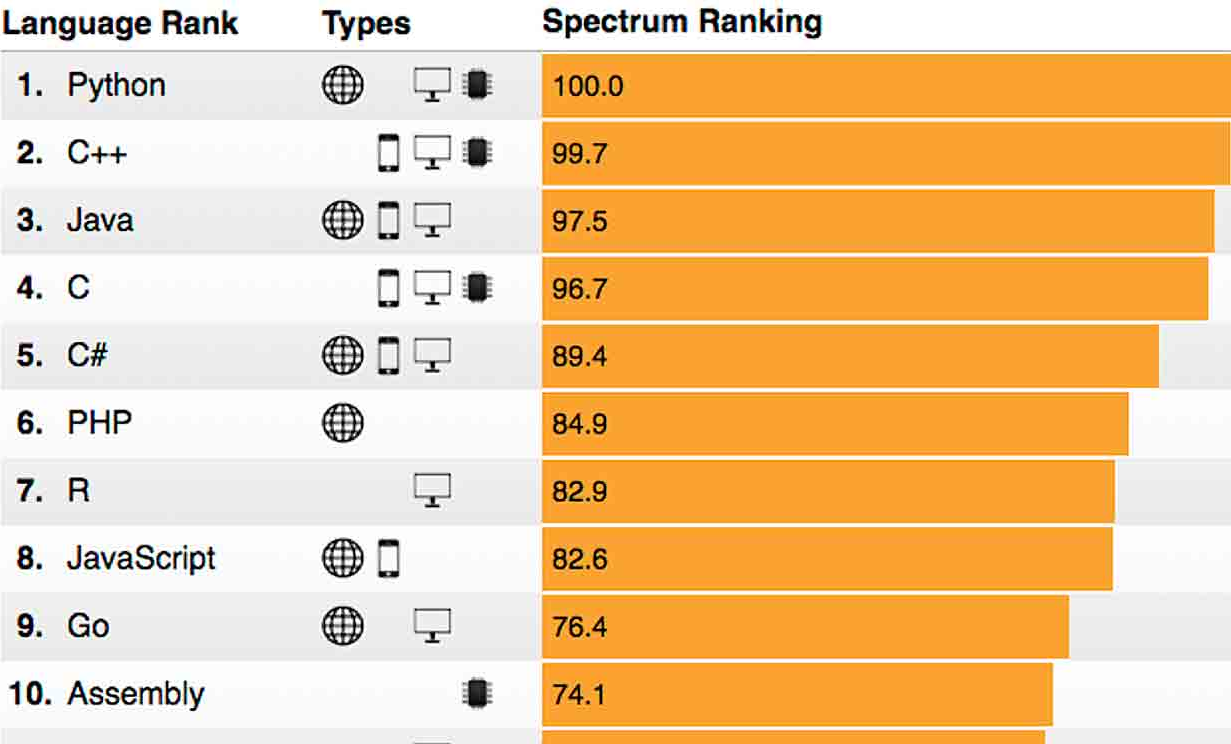 Language Rank Types Spectrum Ranking
1. Python 100.0
2. C++ 99.7
3. Java 97.5
4. C 96.7
5. C# 89.4
6. PHP 84.9
7. R 82.9
8. JavaScript 82.6
9. Go 76.4
10. Assembly 74.1